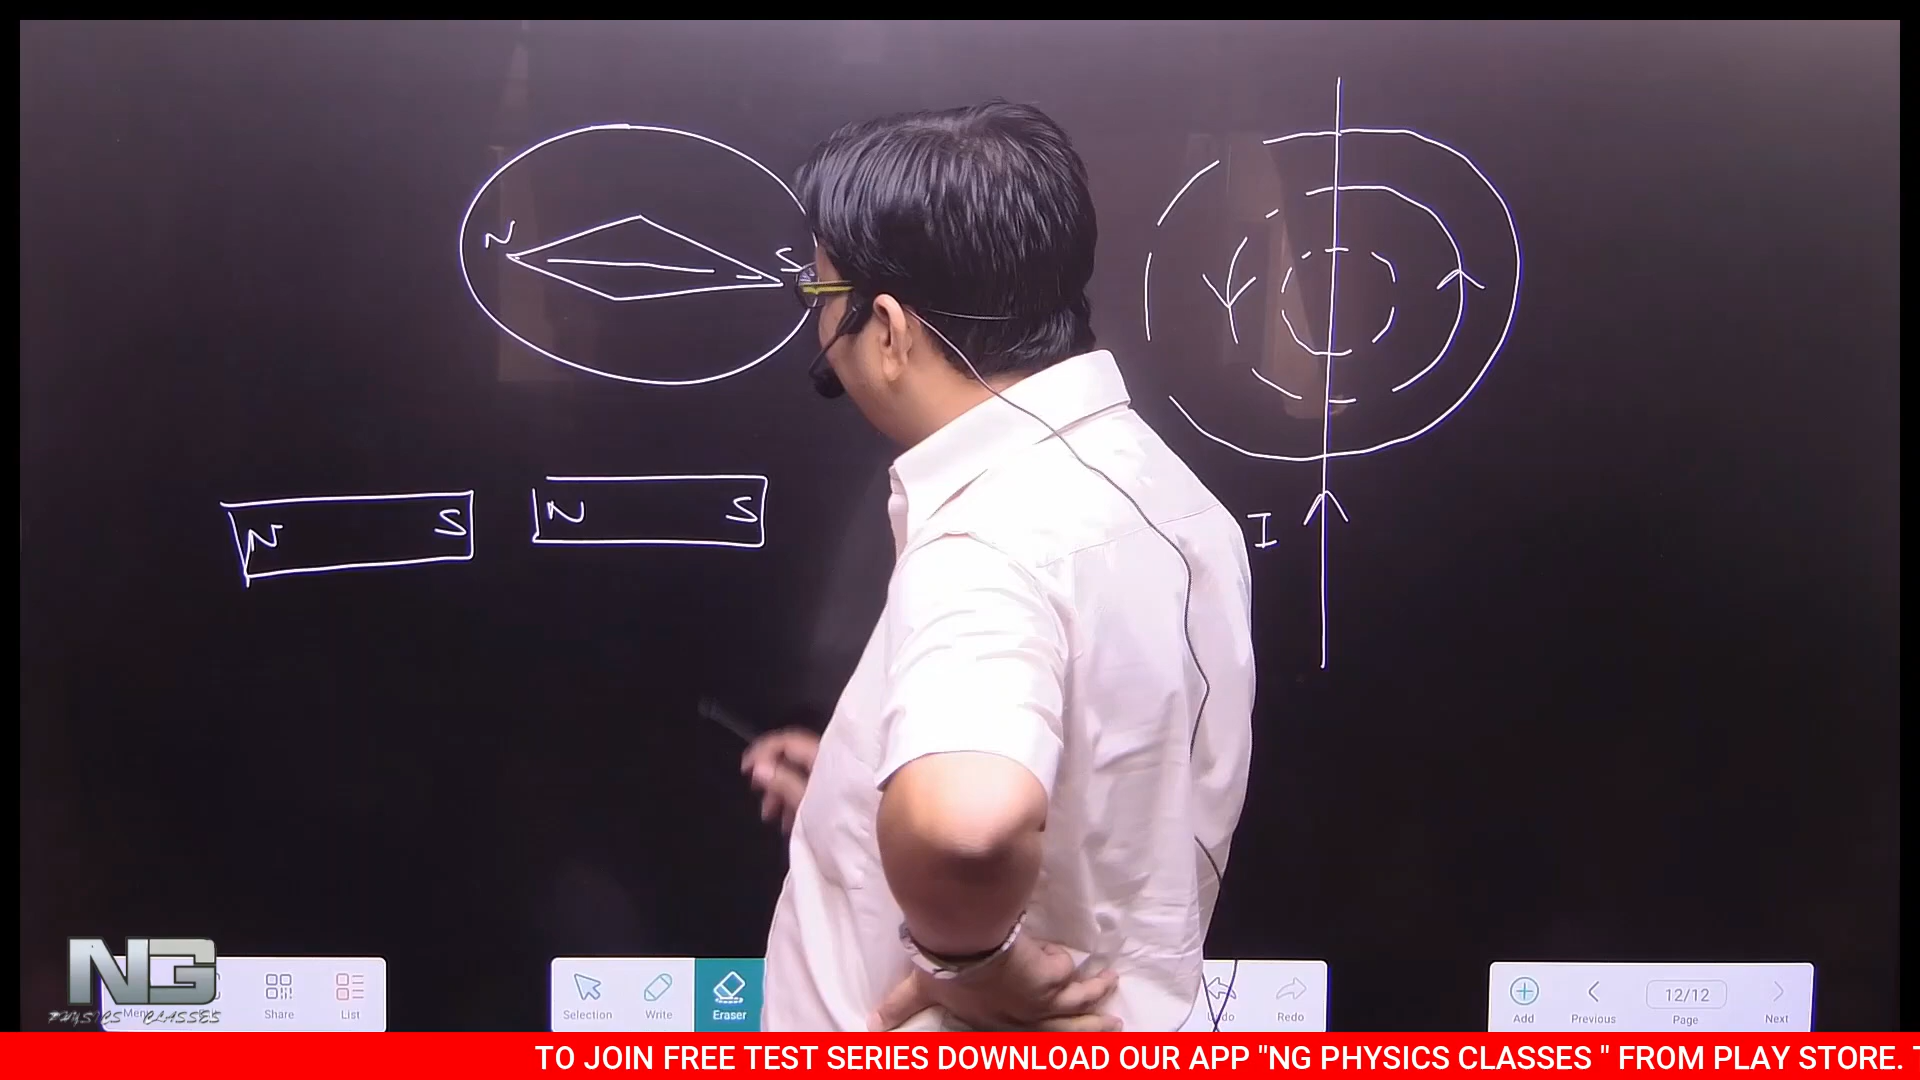 N
S
N S
N S
I
NG
PHYSICS CLASSES
Share
List
Selection
Write
Eraser
Redo
Add
Previous
12/12
Page
Next
TO JOIN FREE TEST SERIES DOWNLOAD OUR APP "NG PHYSICS CLASSES " FROM PLAY STORE.